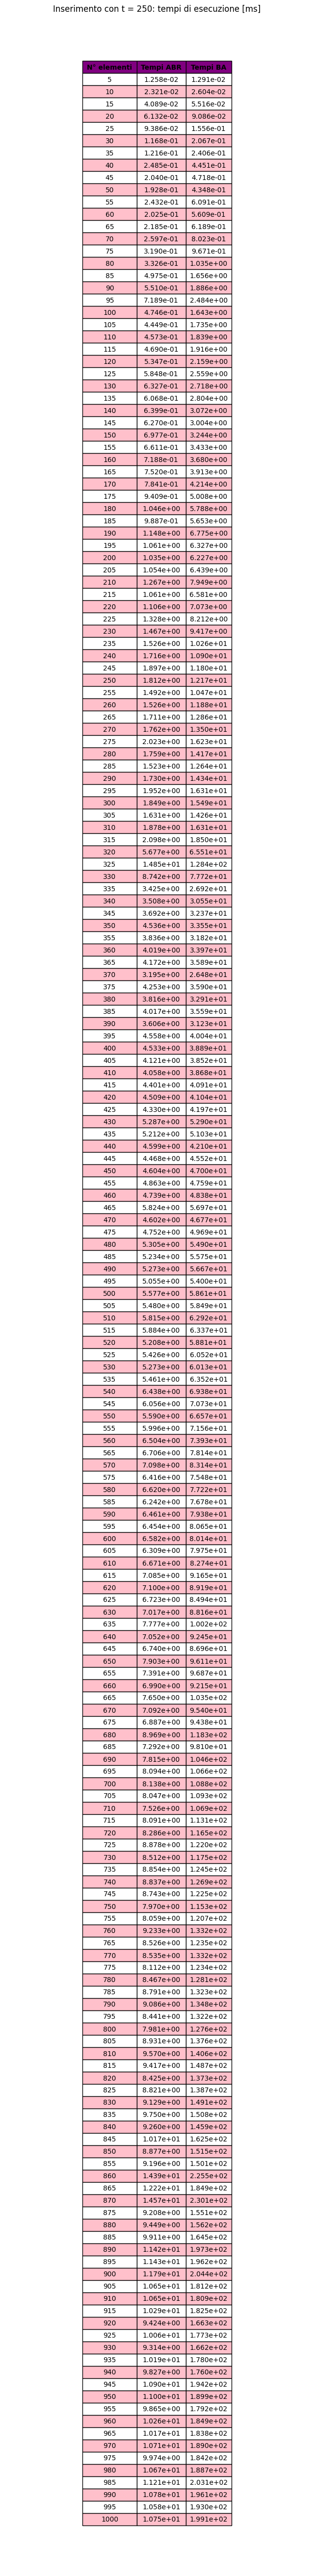 Inserimento con t = 250: tempi di esecuzione [ms]
N° elementi Tempi ABR Tempi BA
5 1.258e-02 1.291e-02
10 2.321e-02 2.604e-02
15 4.089e-02 5.516e-02
20 6.132e-02 9.086e-02
25 9.386e-02 1.556e-01
30 1.168e-01 2.067e-01
35 1.216e-01 2.406e-01
40 2.485e-01 4.451e-01
45 2.040e-01 4.718e-01
50 1.928e-01 4.348e-01
55 2.432e-01 6.091e-01
60 2.025e-01 5.609e-01
65 2.185e-01 6.189e-01
70 2.597e-01 8.023e-01
75 3.190e-01 9.671e-01
80 3.326e-01 1.035e+00
85 4.975e-01 1.656e+00
90 5.510e-01 1.886e+00
95 7.189e-01 2.484e+00
100 4.746e-01 1.643e+00
105 4.449e-01 1.735e+00
110 4.573e-01 1.839e+00
115 4.690e-01 1.916e+00
120 5.347e-01 2.159e+00
125 5.848e-01 2.559e+00
130 6.327e-01 2.718e+00
135 6.068e-01 2.804e+00
140 6.399e-01 3.072e+00
145 6.270e-01 3.004e+00
150 6.977e-01 3.244e+00
155 6.611e-01 3.433e+00
160 7.188e-01 3.680e+00
165 7.520e-01 3.913e+00
170 7.841e-01 4.214e+00
175 9.409e-01 5.008e+00
180 1.046e+00 5.788e+00
185 9.887e-01 5.653e+00
190 1.148e+00 6.775e+00
195 1.061e+00 6.327e+00
200 1.035e+00 6.227e+00
205 1.054e+00 6.439e+00
210 1.267e+00 7.949e+00
215 1.061e+00 6.581e+00
220 1.106e+00 7.073e+00
225 1.328e+00 8.212e+00
230 1.467e+00 9.417e+00
235 1.526e+00 1.026e+01
240 1.716e+00 1.090e+01
245 1.897e+00 1.180e+01
250 1.812e+00 1.217e+01
255 1.492e+00 1.047e+01
260 1.526e+00 1.188e+01
265 1.711e+00 1.286e+01
270 1.762e+00 1.350e+01
275 2.023e+00 1.623e+01
280 1.759e+00 1.417e+01
285 1.523e+00 1.264e+01
290 1.730e+00 1.434e+01
295 1.952e+00 1.631e+01
300 1.849e+00 1.549e+01
305 1.631e+00 1.426e+01
310 1.878e+00 1.631e+01
315 2.098e+00 1.850e+01
320 5.677e+00 6.551e+01
325 1.485e+01 1.284e+02
330 8.742e+00 7.772e+01
335 3.425e+00 2.692e+01
340 3.508e+00 3.055e+01
345 3.692e+00 3.237e+01
350 4.536e+00 3.355e+01
355 3.836e+00 3.182e+01
360 4.019e+00 3.397e+01
365 4.172e+00 3.589e+01
370 3.195e+00 2.648e+01
375 4.253e+00 3.590e+01
380 3.816e+00 3.291e+01
385 4.017e+00 3.559e+01
390 3.606e+00 3.123e+01
395 4.558e+00 4.004e+01
400 4.533e+00 3.889e+01
405 4.121e+00 3.852e+01
410 4.058e+00 3.868e+01
415 4.401e+00 4.091e+01
420 4.509e+00 4.104e+01
425 4.330e+00 4.197e+01
430 5.287e+00 5.290e+01
435 5.212e+00 5.103e+01
440 4.599e+00 4.210e+01
445 4.468e+00 4.552e+01
450 4.604e+00 4.700e+01
455 4.863e+00 4.759e+01
460 4.739e+00 4.838e+01
465 5.824e+00 5.697e+01
470 4.602e+00 4.677e+01
475 4.752e+00 4.969e+01
480 5.305e+00 5.490e+01
485 5.234e+00 5.575e+01
490 5.273e+00 5.667e+01
495 5.055e+00 5.400e+01
500 5.577e+00 5.861e+01
505 5.480e+00 5.849e+01
510 5.815e+00 6.292e+01
515 5.884e+00 6.337e+01
520 5.208e+00 5.881e+01
525 5.426e+00 6.052e+01
530 5.273e+00 6.013e+01
535 5.461e+00 6.352e+01
540 6.438e+00 6.938e+01
545 6.056e+00 7.073e+01
550 5.590e+00 6.657e+01
555 5.996e+00 7.156e+01
560 6.504e+00 7.393e+01
565 6.706e+00 7.814e+01
570 7.098e+00 8.314e+01
575 6.416e+00 7.548e+01
580 6.620e+00 7.722e+01
585 6.242e+00 7.678e+01
590 6.461e+00 7.938e+01
595 6.454e+00 8.065e+01
600 6.582e+00 8.014e+01
605 6.309e+00 7.975e+01
610 6.671e+00 8.274e+01
615 7.085e+00 9.165e+01
620 7.100e+00 8.919e+01
625 6.723e+00 8.494e+01
630 7.017e+00 8.816e+01
635 7.777e+00 1.002e+02
640 7.052e+00 9.245e+01
645 6.740e+00 8.696e+01
650 7.903e+00 9.611e+01
655 7.391e+00 9.687e+01
660 6.990e+00 9.215e+01
665 7.650e+00 1.035e+02
670 7.092e+00 9.540e+01
675 6.887e+00 9.438e+01
680 8.969e+00 1.183e+02
685 7.292e+00 9.810e+01
690 7.815e+00 1.046e+02
695 8.094e+00 1.066e+02
700 8.138e+00 1.088e+02
705 8.047e+00 1.093e+02
710 7.526e+00 1.069e+02
715 8.091e+00 1.131e+02
720 8.286e+00 1.165e+02
725 8.878e+00 1.220e+02
730 8.512e+00 1.175e+02
735 8.854e+00 1.245e+02
740 8.837e+00 1.269e+02
745 8.743e+00 1.225e+02
750 7.970e+00 1.153e+02
755 8.059e+00 1.207e+02
760 9.233e+00 1.332e+02
765 8.526e+00 1.235e+02
770 8.535e+00 1.332e+02
775 8.112e+00 1.234e+02
780 8.467e+00 1.281e+02
785 8.791e+00 1.323e+02
790 9.086e+00 1.348e+02
795 8.441e+00 1.322e+02
800 7.981e+00 1.276e+02
805 8.931e+00 1.376e+02
810 9.570e+00 1.406e+02
815 9.417e+00 1.487e+02
820 8.425e+00 1.373e+02
825 8.821e+00 1.387e+02
830 9.129e+00 1.491e+02
835 9.750e+00 1.508e+02
840 9.260e+00 1.459e+02
845 1.017e+01 1.625e+02
850 8.877e+00 1.515e+02
855 9.196e+00 1.501e+02
860 1.439e+01 2.255e+02
865 1.222e+01 1.849e+02
870 1.457e+01 2.301e+02
875 9.208e+00 1.551e+02
880 9.449e+00 1.562e+02
885 9.911e+00 1.645e+02
890 1.142e+01 1.973e+02
895 1.143e+01 1.962e+02
900 1.179e+01 2.044e+02
905 1.065e+01 1.812e+02
910 1.065e+01 1.809e+02
915 1.029e+01 1.825e+02
920 9.424e+00 1.663e+02
925 1.006e+01 1.773e+02
930 9.314e+00 1.662e+02
935 1.019e+01 1.780e+02
940 9.827e+00 1.760e+02
945 1.090e+01 1.942e+02
950 1.100e+01 1.899e+02
955 9.865e+00 1.792e+02
960 1.026e+01 1.849e+02
965 1.017e+01 1.838e+02
970 1.071e+01 1.890e+02
975 9.974e+00 1.842e+02
980 1.067e+01 1.887e+02
985 1.121e+01 2.031e+02
990 1.078e+01 1.961e+02
995 1.058e+01 1.930e+02
1000 1.075e+01 1.991e+02